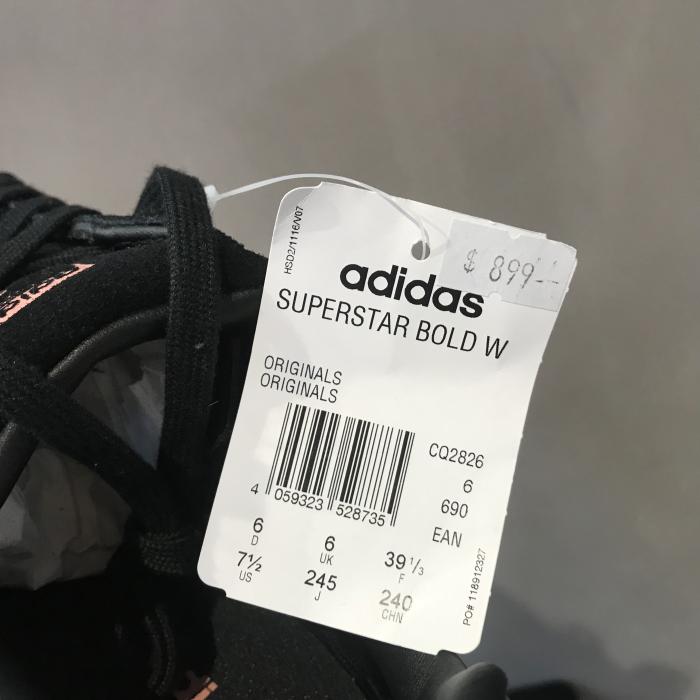 HSD2/1116/V07
$ 899--
adidas
SUPERSTAR BOLD W
ORIGINALS
ORIGINALS
CQ2826
6
690
EAN
4 059323 528735
6 6 39 1/3
D UK F
7½ 245 240
US J CHN
PO# 118912327